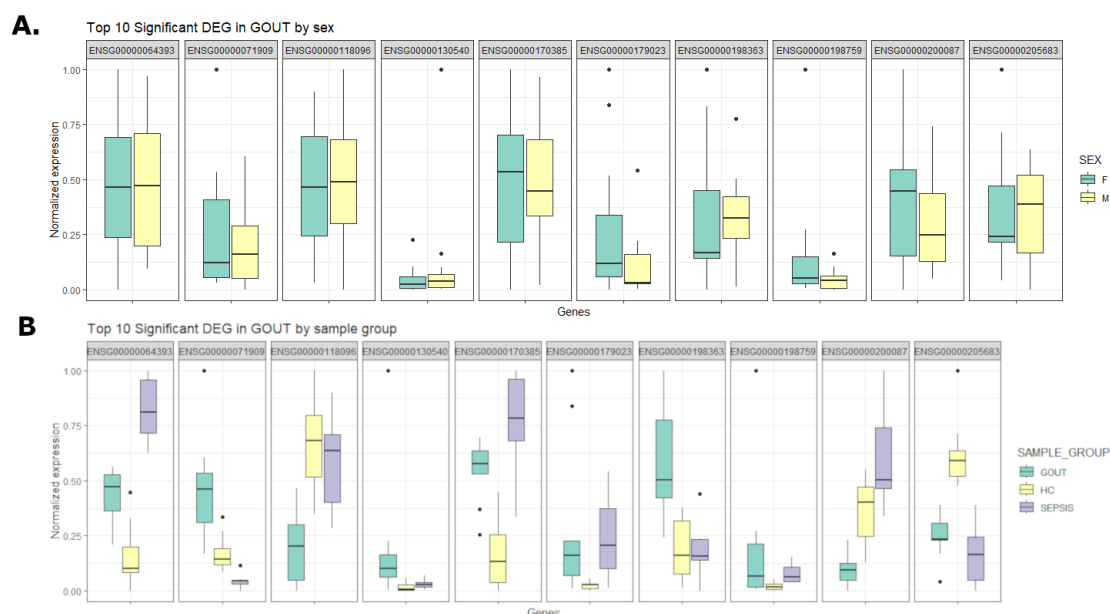 A.
Top 10 Significant DEG in GOUT by sex
ENSG00000064393 ENSG00000071909 ENSG00000118096 ENSG00000130540 ENSG00000170385 ENSG00000179023 ENSG00000198363 ENSG00000198759 ENSG00000200087 ENSG00000205683
1.00
0.75
0.50
0.25
0.00
Normalized expression
Genes
SEX
F
M
B
Top 10 Significant DEG in GOUT by sample group
ENSG00000064393 ENSG00000071909 ENSG00000118096 ENSG00000130540 ENSG00000170385 ENSG00000179023 ENSG00000198363 ENSG00000198759 ENSG00000200087 ENSG00000205683
1.00
0.75
0.50
0.25
0.00
Normalized expression
Genes
SAMPLE_GROUP
GOUT
HC
SEPSIS